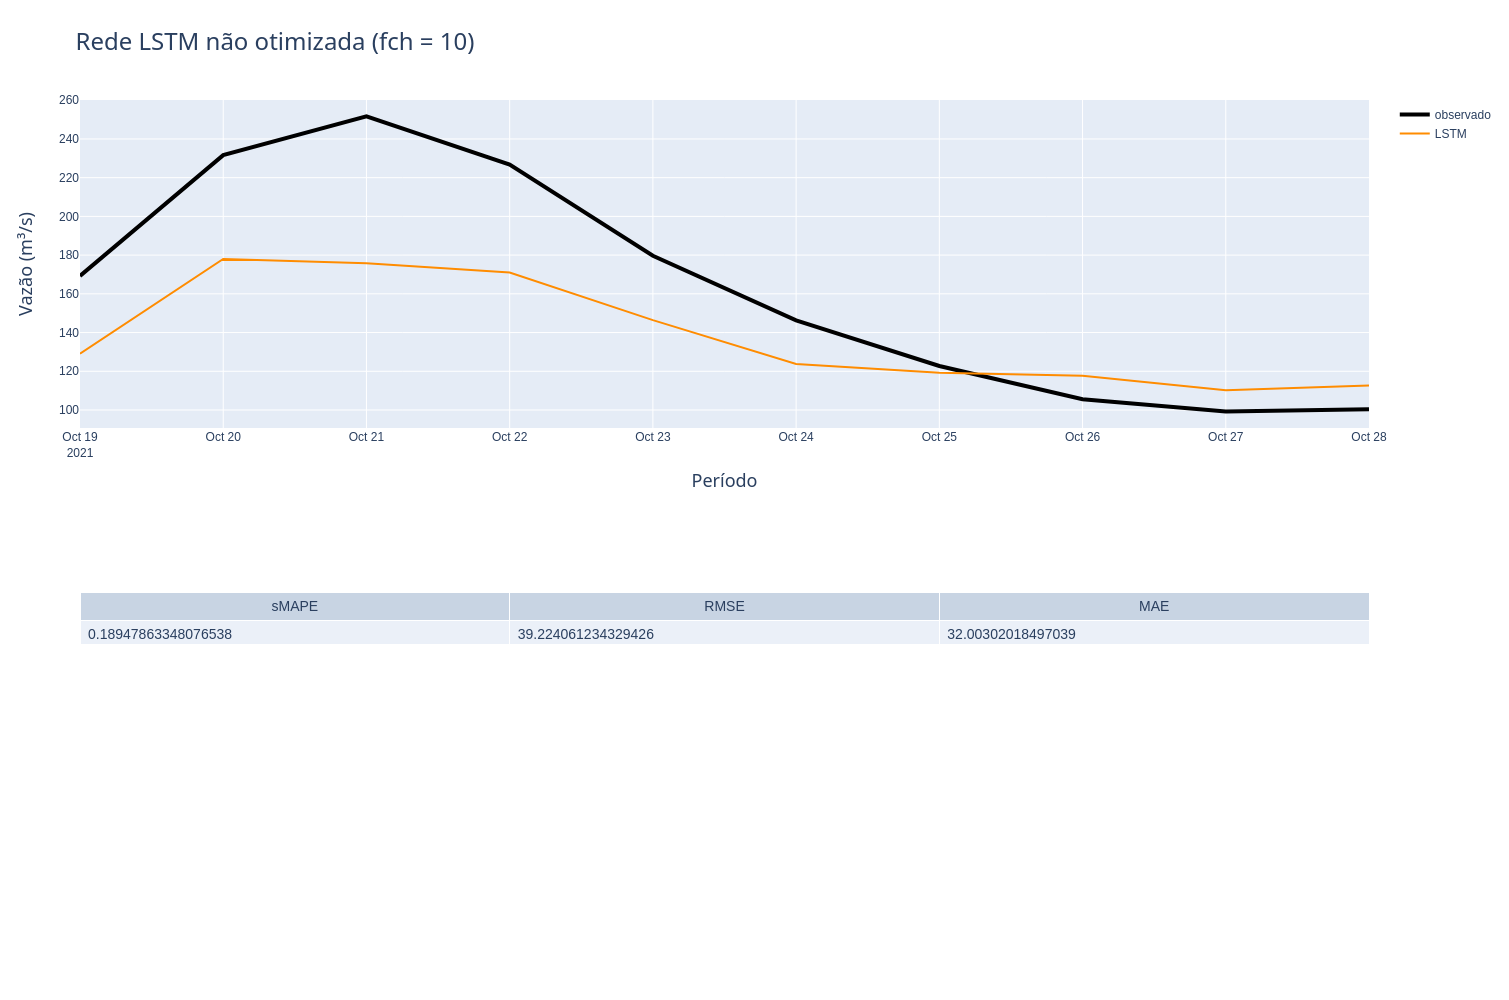 Rede LSTM não otimizada (fch = 10)
observado
LSTM
Vazão (m³/s)
260
240
220
200
180
160
140
120
100
Oct 19 Oct 20 Oct 21 Oct 22 Oct 23 Oct 24 Oct 25 Oct 26 Oct 27 Oct 28
2021
Período
sMAPE RMSE MAE
0.18947863348076538 39.224061234329426 32.00302018497039